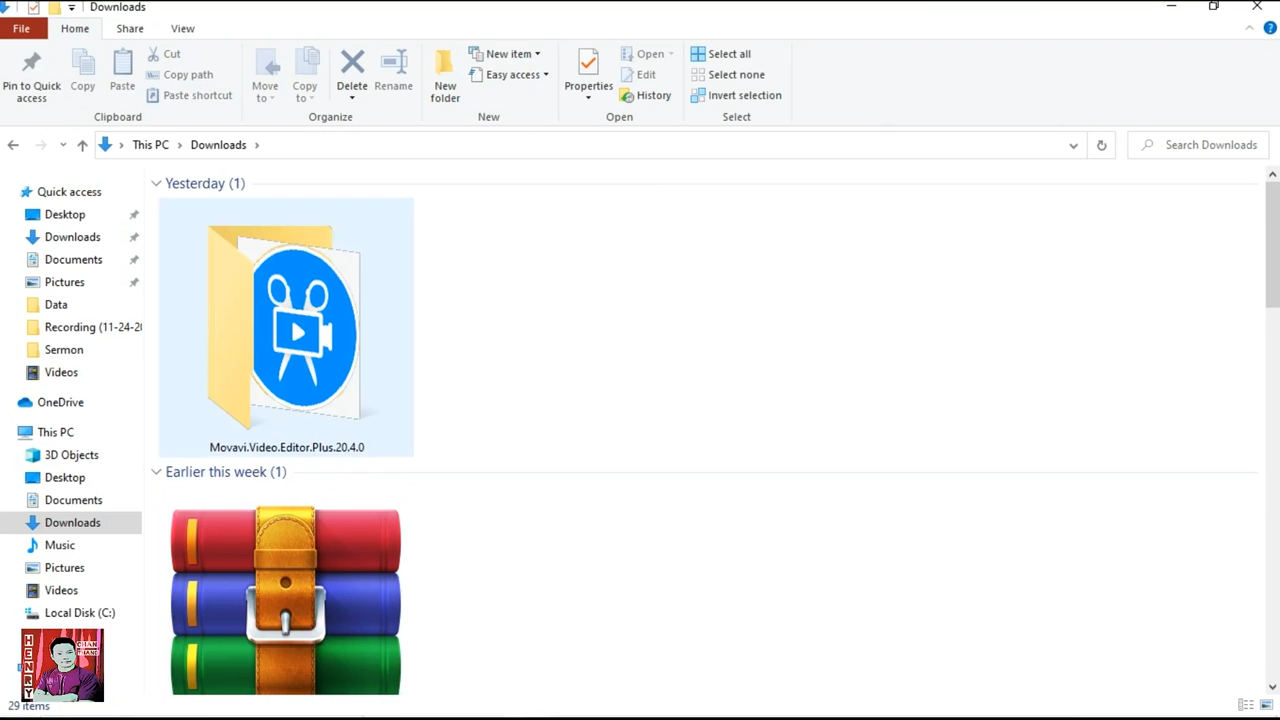 Downloads
File Home Share View
Pin to Quick access
Copy
Paste
Cut
Copy path
Paste shortcut
Clipboard
Move to
Copy to
Delete
Rename
Organize
New folder
New item
Easy access
New
Properties
Open
Edit
History
Open
Select all
Select none
Invert selection
Select
This PC > Downloads >
Search Downloads
Quick access
Desktop
Downloads
Documents
Pictures
Data
Recording (11-24-20
Sermon
Videos
OneDrive
This PC
3D Objects
Desktop
Documents
Downloads
Music
Pictures
Videos
Local Disk (C:)
HENRY
CHAN
THANG
29 items
Yesterday (1)
Movavi.Video.Editor.Plus.20.4.0
Earlier this week (1)